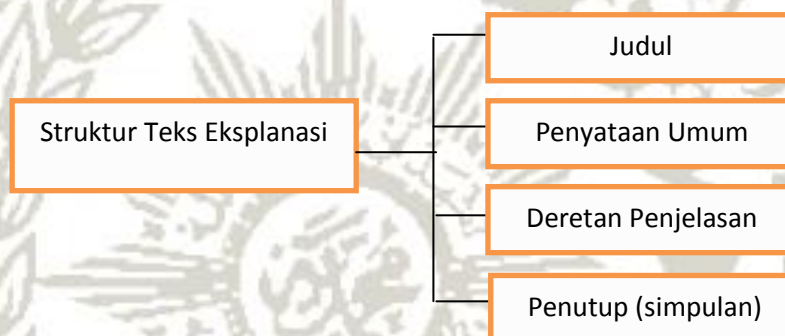 Struktur Teks Eksplanasi
Judul
Penyataan Umum
Deretan Penjelasan
Penutup (simpulan)